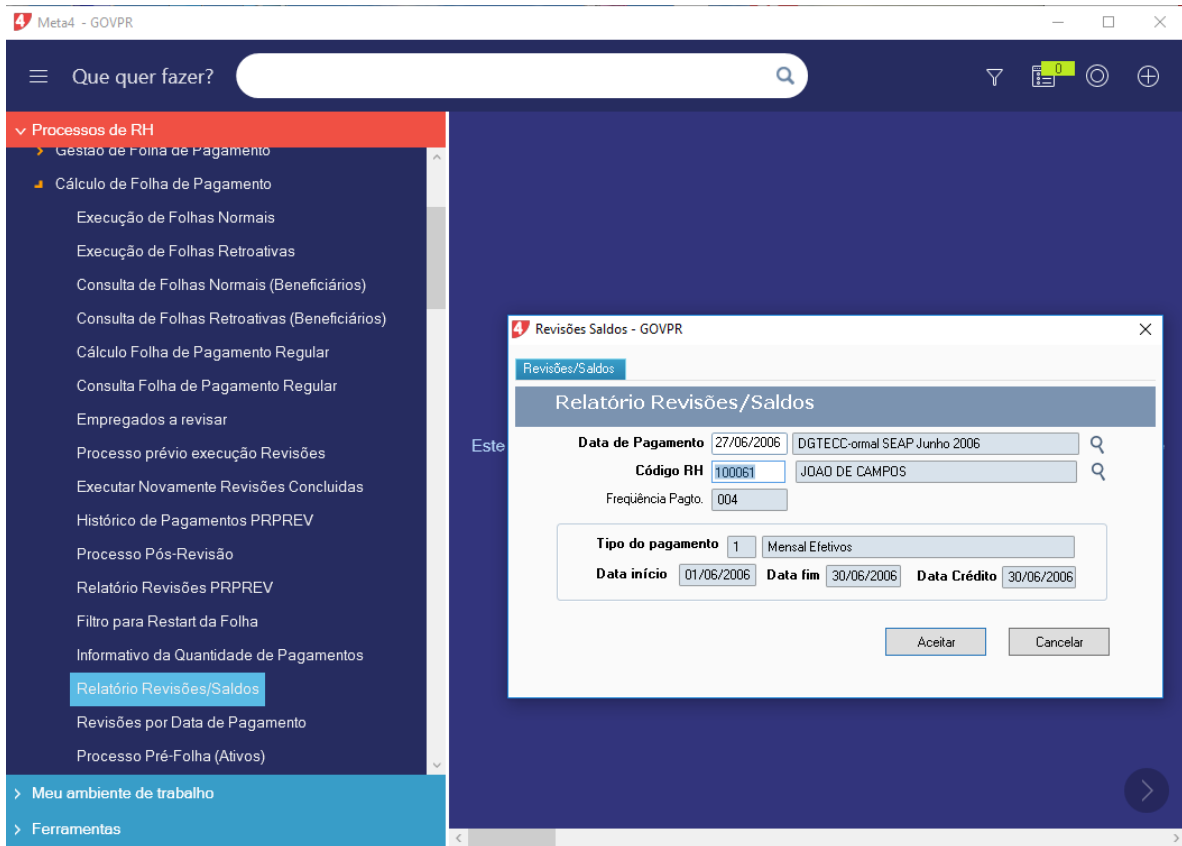 Meta4 - GOVPR
Que quer fazer?
0
Processos de RH
Gestão de Folha de Pagamento
Cálculo de Folha de Pagamento
Execução de Folhas Normais
Execução de Folhas Retroativas
Consulta de Folhas Normais (Beneficiários)
Consulta de Folhas Retroativas (Beneficiários)
Cálculo Folha de Pagamento Regular
Consulta Folha de Pagamento Regular
Empregados a revisar
Processo prévio execução Revisões
Executar Novamente Revisões Concluidas
Histórico de Pagamentos PRPREV
Processo Pós-Revisão
Relatório Revisões PRPREV
Filtro para Restart da Folha
Informativo da Quantidade de Pagamentos
Relatório Revisões/Saldos
Revisões por Data de Pagamento
Processo Pré-Folha (Ativos)
Meu ambiente de trabalho
Ferramentas
Este
4 Revisões Saldos - GOVPR
Revisões/Saldos
Relatório Revisões/Saldos
Data de Pagamento 27/06/2006 DGTECC-ormal SEAP Junho 2006
Código RH 100061 JOAO DE CAMPOS
Freqüência Pagto. 004
Tipo do pagamento 1 Mensal Efetivos
Data início 01/06/2006 Data fim 30/06/2006 Data Crédito 30/06/2006
Aceitar Cancelar